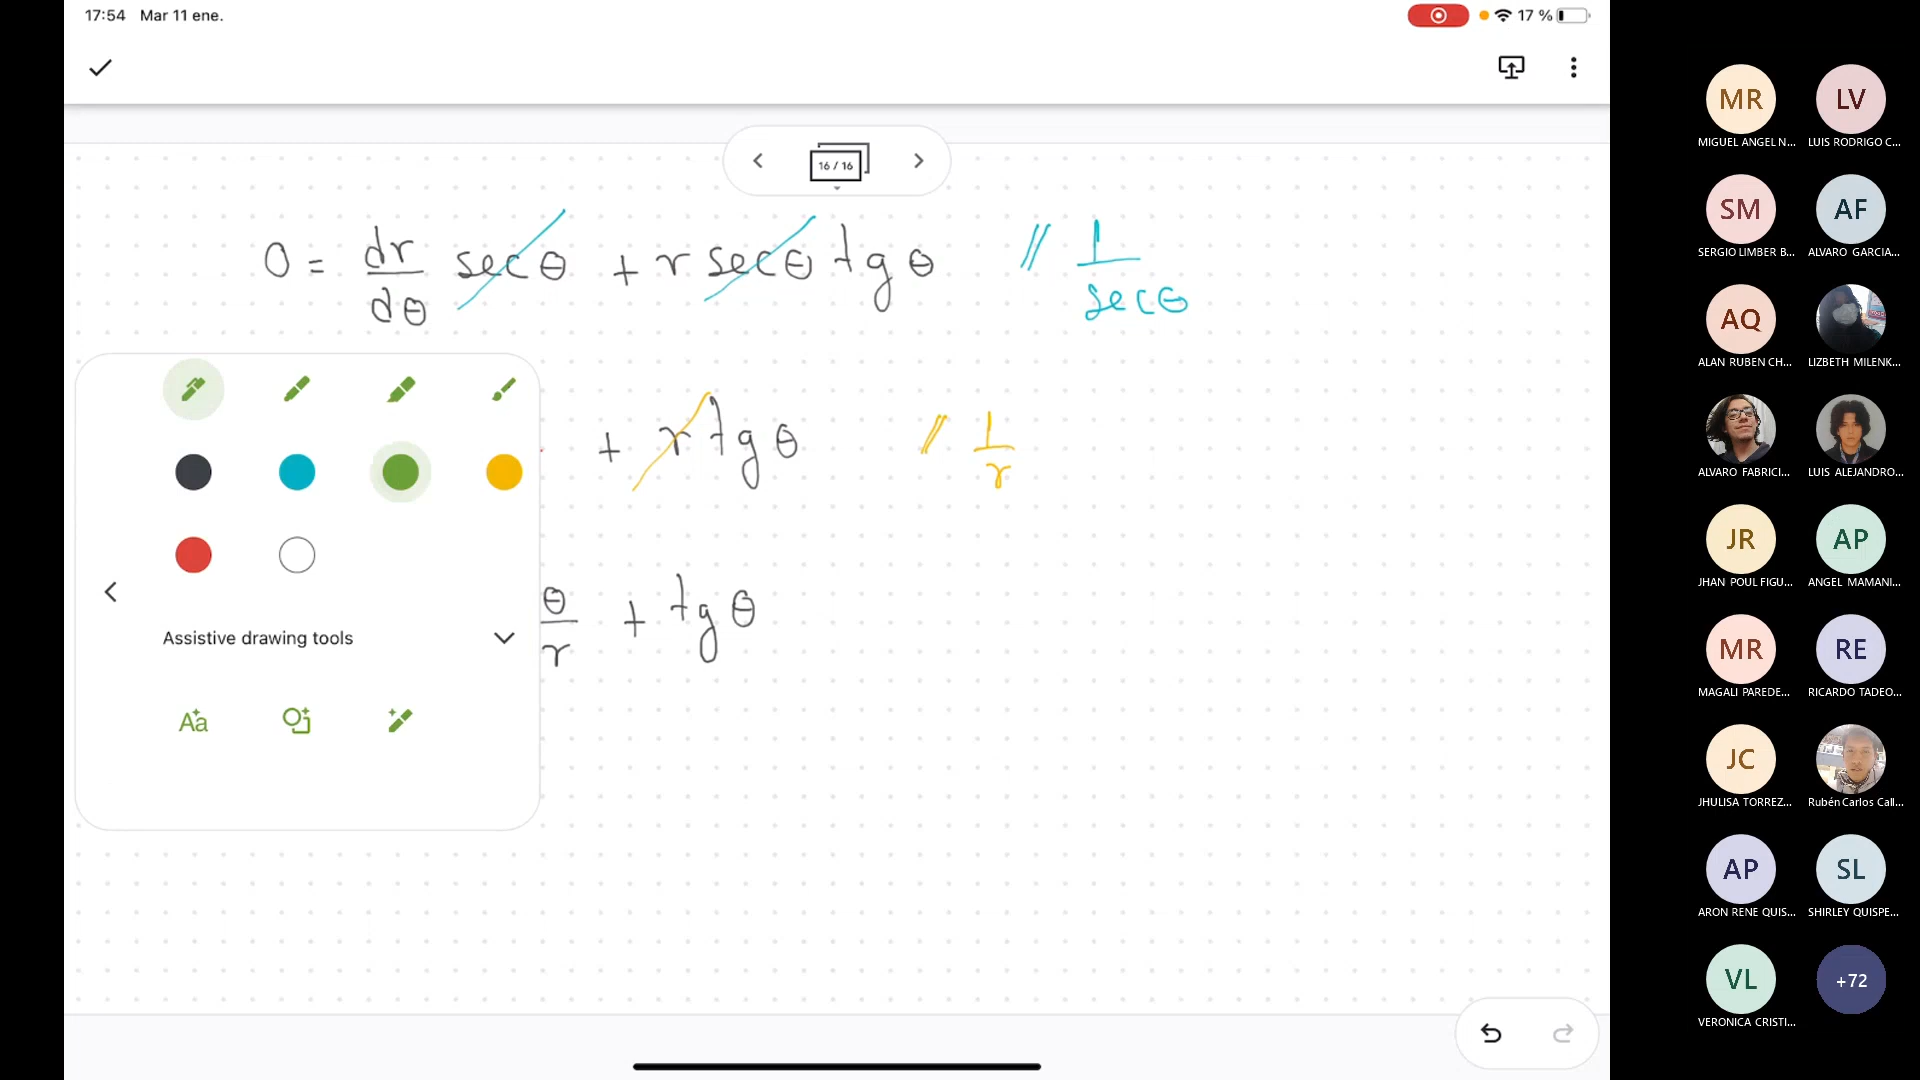 17:54 Mar 11 ene.
17 %
16 / 16
0 = dr/dθ secθ + r secθ tgθ // 1/secθ
+ r tgθ // 1/r
θ/r + tgθ
Assistive drawing tools
Aa
MR LV
MIGUEL ANGEL N... LUIS RODRIGO C...
SM AF
SERGIO LIMBER B... ALVARO GARCIA...
AQ
ALAN RUBEN CH... LIZBETH MILENK...
ALVARO FABRICI... LUIS ALEJANDRO...
JR AP
JHAN POUL FIGU... ANGEL MAMANI...
MR RE
MAGALI PAREDE... RICARDO TADEO...
JC
JHULISA TORREZ... Rubén Carlos Call...
AP SL
ARON RENE QUIS... SHIRLEY QUISPE...
VL +72
VERONICA CRISTI...